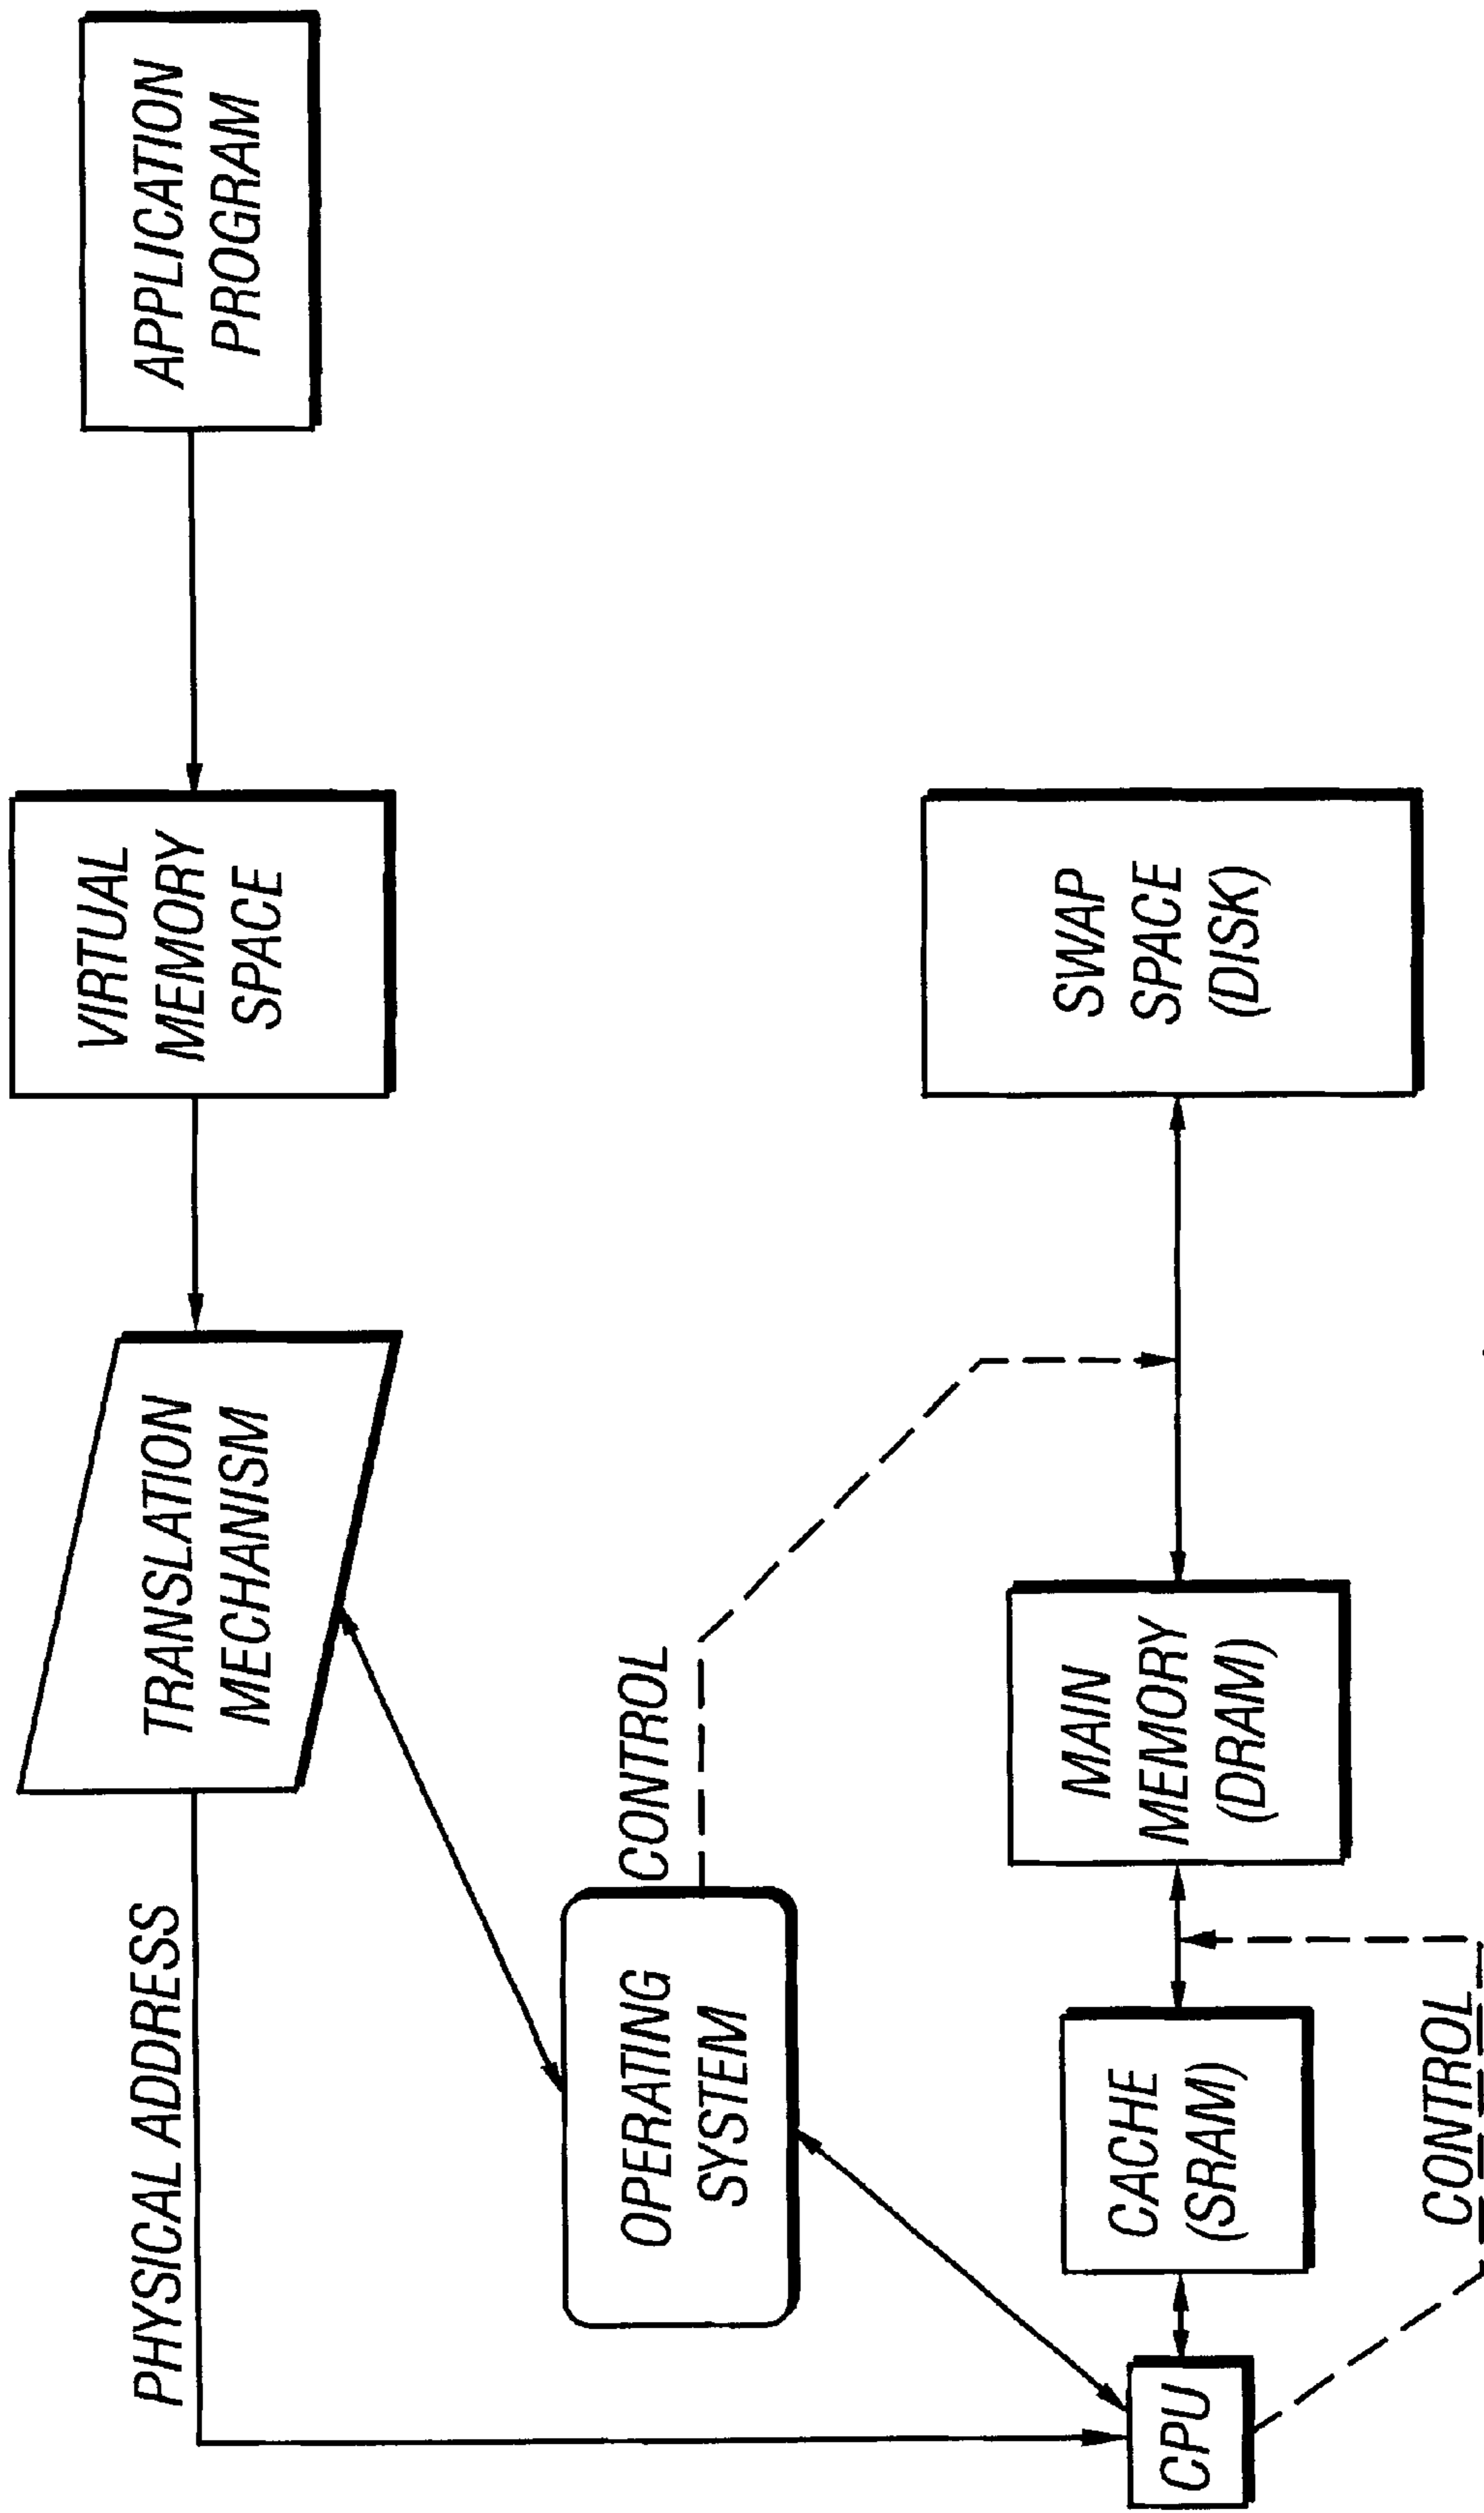 PHYSICAL ADDRESS
TRANSLATION
MECHANISM
VIRTUAL
MEMORY
SPACE
APPLICATION
PROGRAM
OPERATING
SYSTEM
CONTROL
CPU
CACHE
(SRAM)
MAIN
MEMORY
(DRAM)
SWAP
SPACE
(DISK)
CONTROL